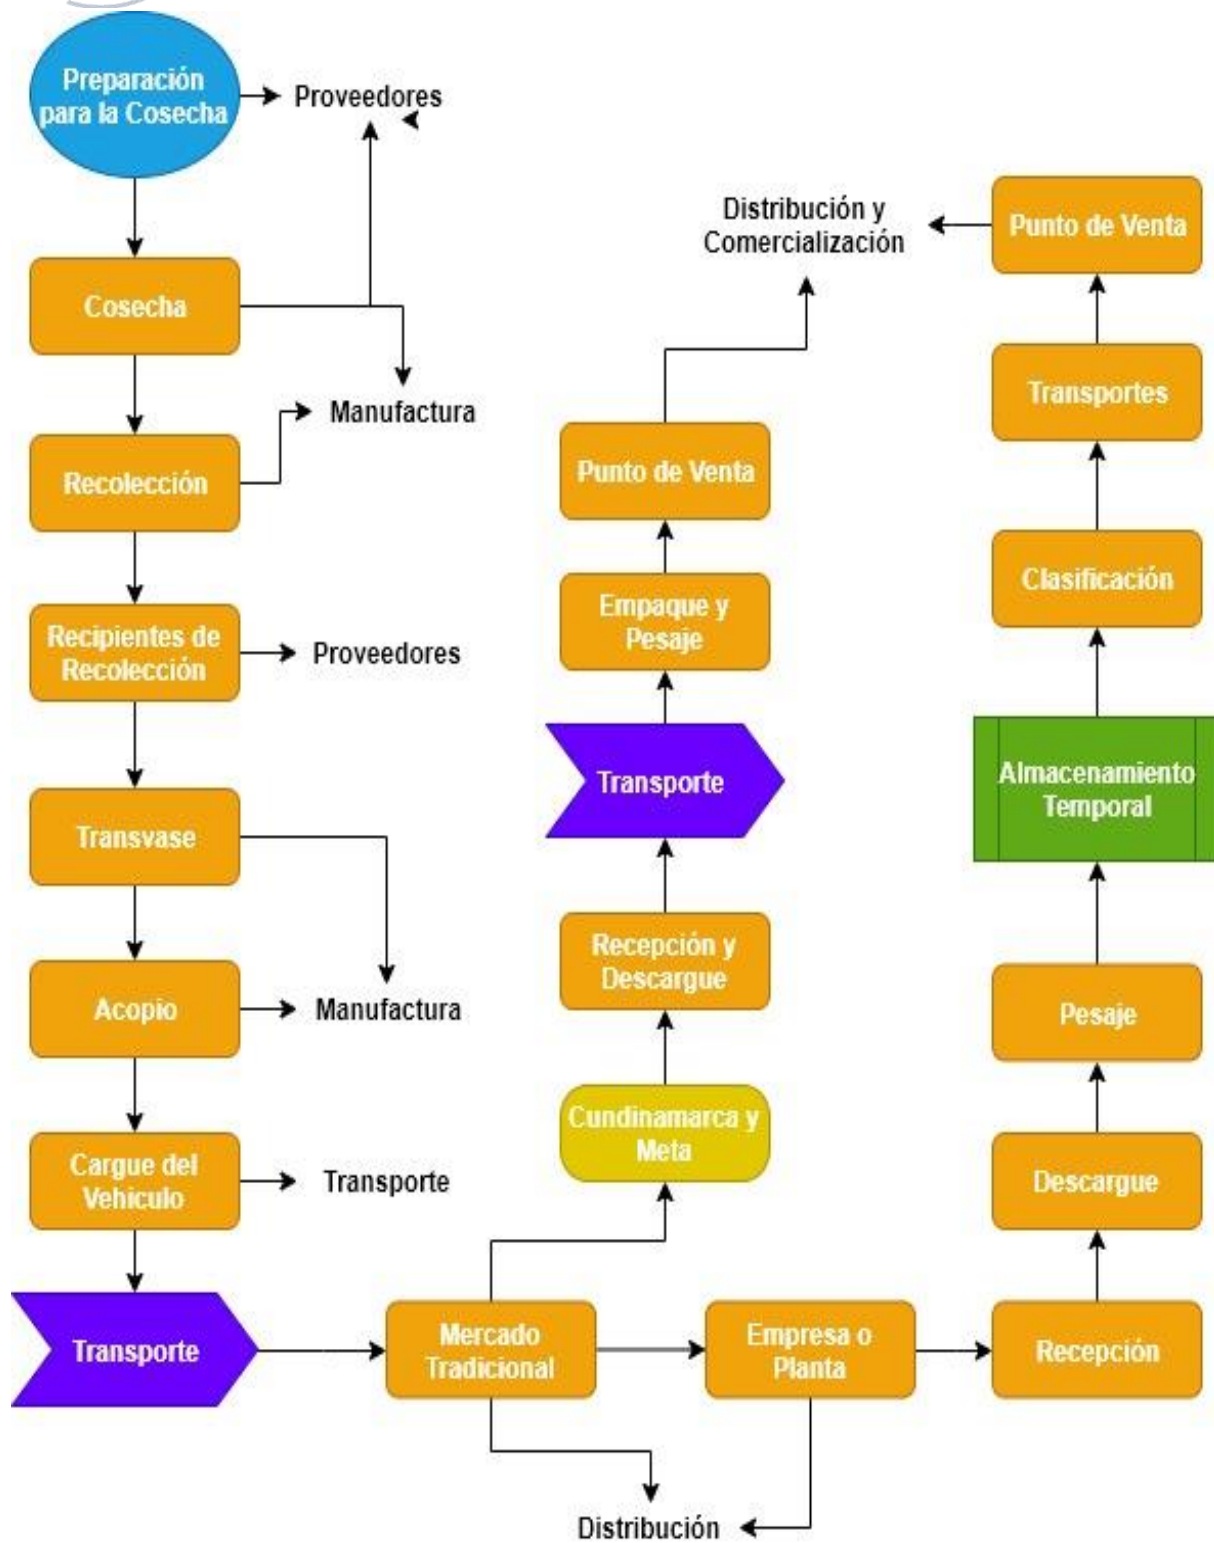 Preparación
para la Cosecha
Proveedores
Cosecha
Manufactura
Recolección
Recipientes de
Recolección
Proveedores
Transvase
Acopio
Manufactura
Cargue del
Vehiculo
Transporte
Transporte
Mercado
Tradicional
Empresa o
Planta
Distribución
Cundinamarca y
Meta
Recepción y
Descargue
Transporte
Empaque y
Pesaje
Punto de Venta
Distribución y
Comercialización
Recepción
Descargue
Pesaje
Almacenamiento
Temporal
Clasificación
Transportes
Punto de Venta